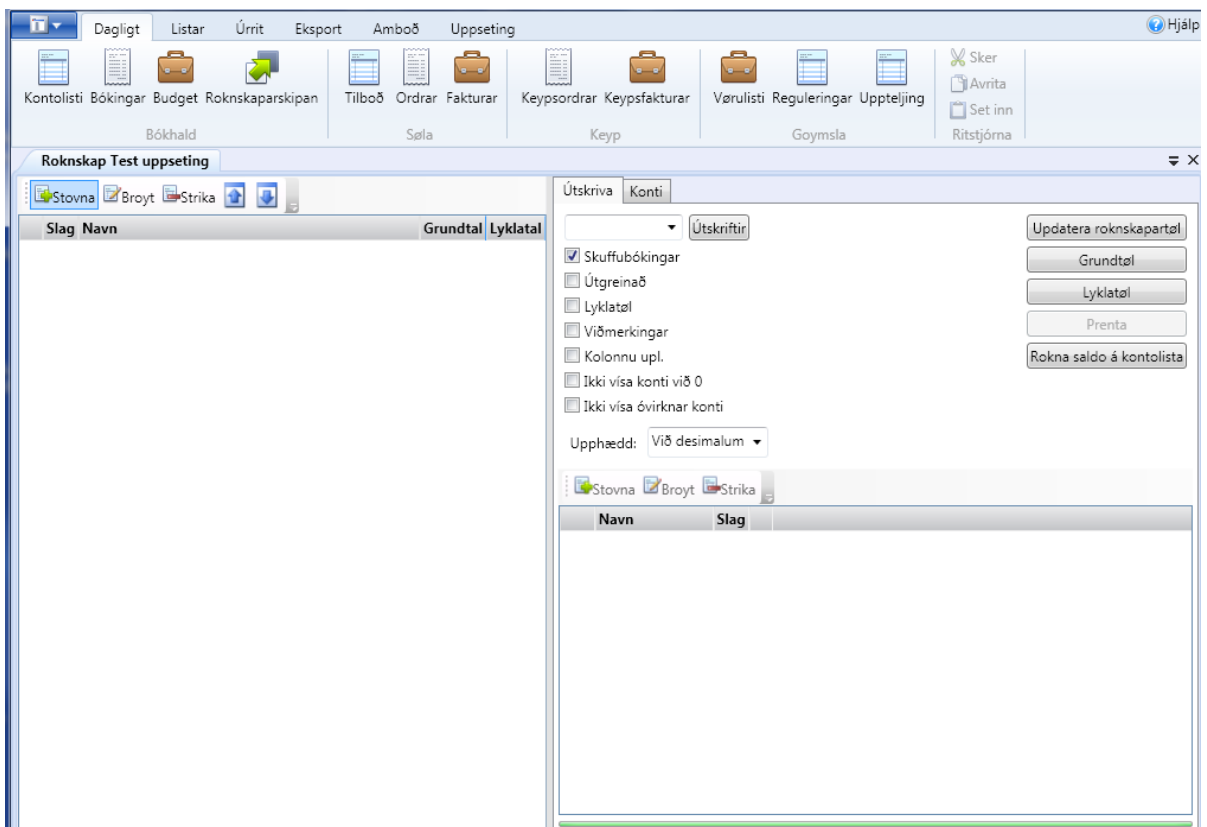 Dagligt Listar Úrrit Eksport Amboð Uppseting Hjálp
Kontolisti Bókingar Budget Roknskaparskipan Tilboð Ordrar Fakturar Keypsordrar Keypsfakturar Vørulisti Reguleringar Uppteljing
Sker
Avrita
Set inn
Bókhald Søla Keyp Goymsla Ritstjórna
Roknskap Test uppseting
Stovna Broyt Strika
Slag Navn Grundtal Lyklatal
Útskriva Konti
Útskriftir
Skuffubókingar
Útgreinað
Lyklatøl
Viðmerkingar
Kolonnu upl.
Ikki vísa konti við 0
Ikki vísa óvirknar konti
Upphædd: Við desimalum
Updatera roknskapartøl
Grundtøl
Lyklatøl
Prenta
Rokna saldo á kontolista
Stovna Broyt Strika
Navn Slag